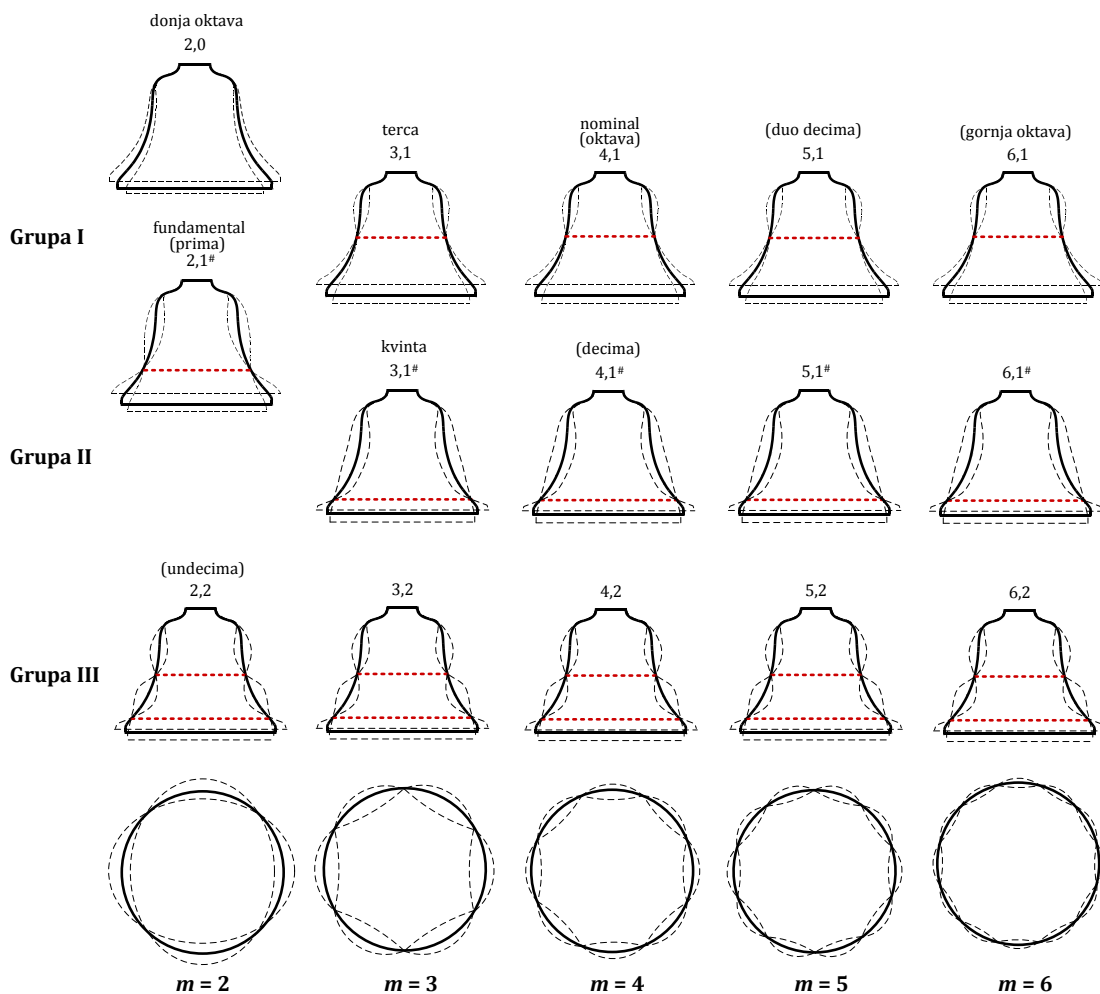 donja oktava
2,0
terca
3,1
nominal
(oktava)
4,1
(duo decima)
5,1
(gornja oktava)
6,1
Grupa I
fundamental
(prima)
2,1#
kvinta
3,1#
(decima)
4,1#
5,1#
6,1#
Grupa II
(undecima)
2,2
3,2
4,2
5,2
6,2
Grupa III
m = 2
m = 3
m = 4
m = 5
m = 6